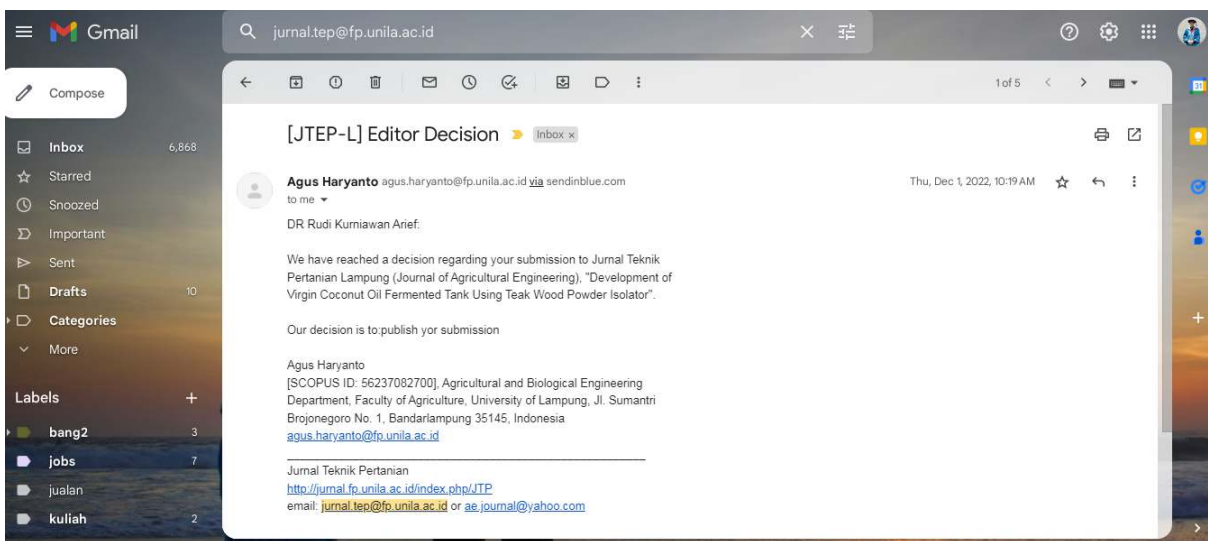 Gmail
jurnal.tep@fp.unila.ac.id
Compose
1 of 5
31
Inbox 6,868
Starred
Snoozed
Important
Sent
Drafts 10
Categories
More
Labels
bang2 3
jobs 7
jualan
kuliah 2
[JTEP-L] Editor Decision Inbox x
Agus Haryanto agus.haryanto@fp.unila.ac.id via sendinblue.com Thu, Dec 1, 2022, 10:19 AM
to me
DR Rudi Kurniawan Arief:
We have reached a decision regarding your submission to Jurnal Teknik
Pertanian Lampung (Journal of Agricultural Engineering), "Development of
Virgin Coconut Oil Fermented Tank Using Teak Wood Powder Isolator".
Our decision is to:publish yor submission
Agus Haryanto
[SCOPUS ID: 56237082700], Agricultural and Biological Engineering
Department, Faculty of Agriculture, University of Lampung, Jl. Sumantri
Brojonegoro No. 1, Bandarlampung 35145, Indonesia
agus.haryanto@fp.unila.ac.id
Jurnal Teknik Pertanian
http://jurnal.fp.unila.ac.id/index.php/JTP
email: jurnal.tep@fp.unila.ac.id or ae.journal@yahoo.com